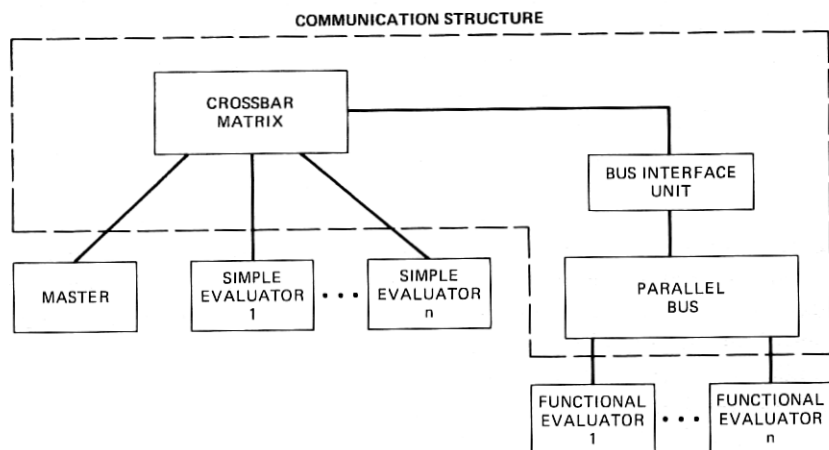 COMMUNICATION STRUCTURE
CROSSBAR
MATRIX
BUS INTERFACE
UNIT
MASTER
SIMPLE
EVALUATOR
1
• • •
SIMPLE
EVALUATOR
n
PARALLEL
BUS
FUNCTIONAL
EVALUATOR
1
• • •
FUNCTIONAL
EVALUATOR
n